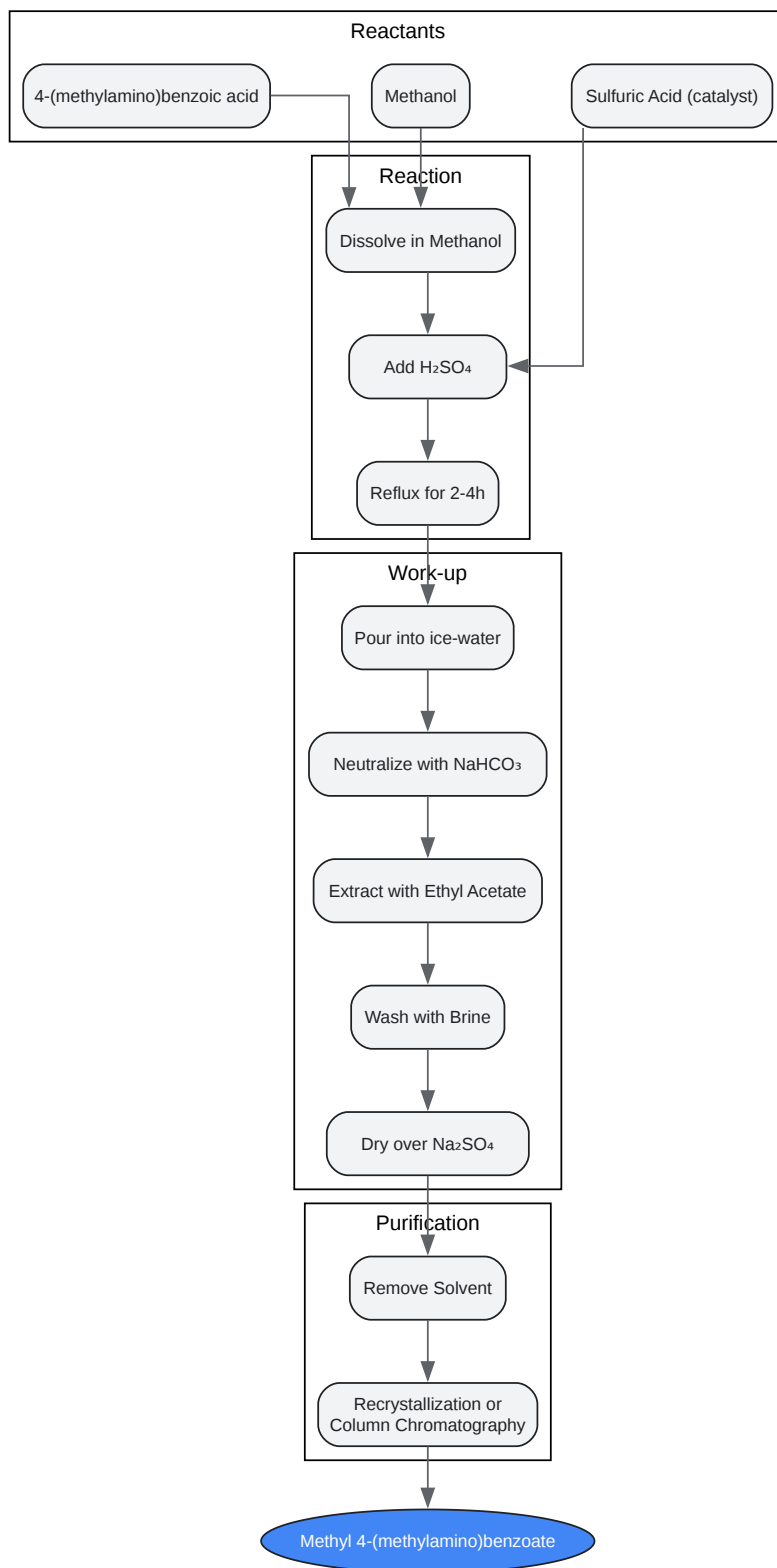 Reactants
4-(methylamino)benzoic acid
Methanol
Sulfuric Acid (catalyst)
Reaction
Dissolve in Methanol
Add H₂SO₄
Reflux for 2-4h
Work-up
Pour into ice-water
Neutralize with NaHCO₃
Extract with Ethyl Acetate
Wash with Brine
Dry over Na₂SO₄
Purification
Remove Solvent
Recrystallization or
Column Chromatography
Methyl 4-(methylamino)benzoate